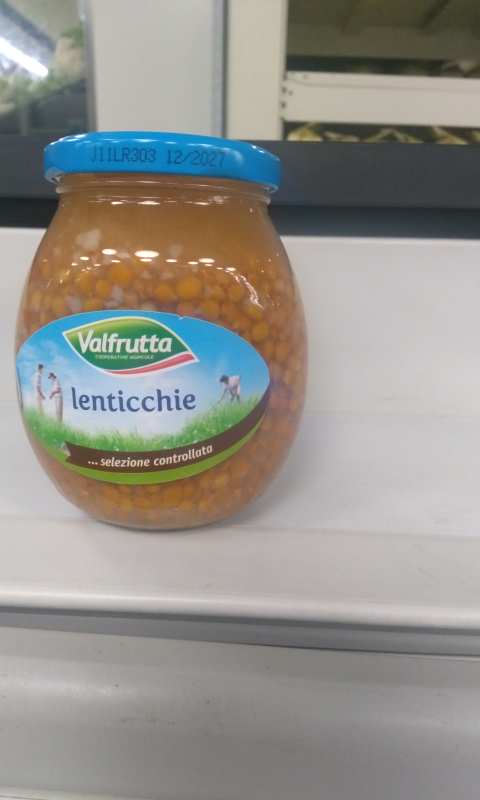 J11LR303 12/2027
Valfrutta
COOPERATIVE AGRICOLE
lenticchie
... selezione controllata